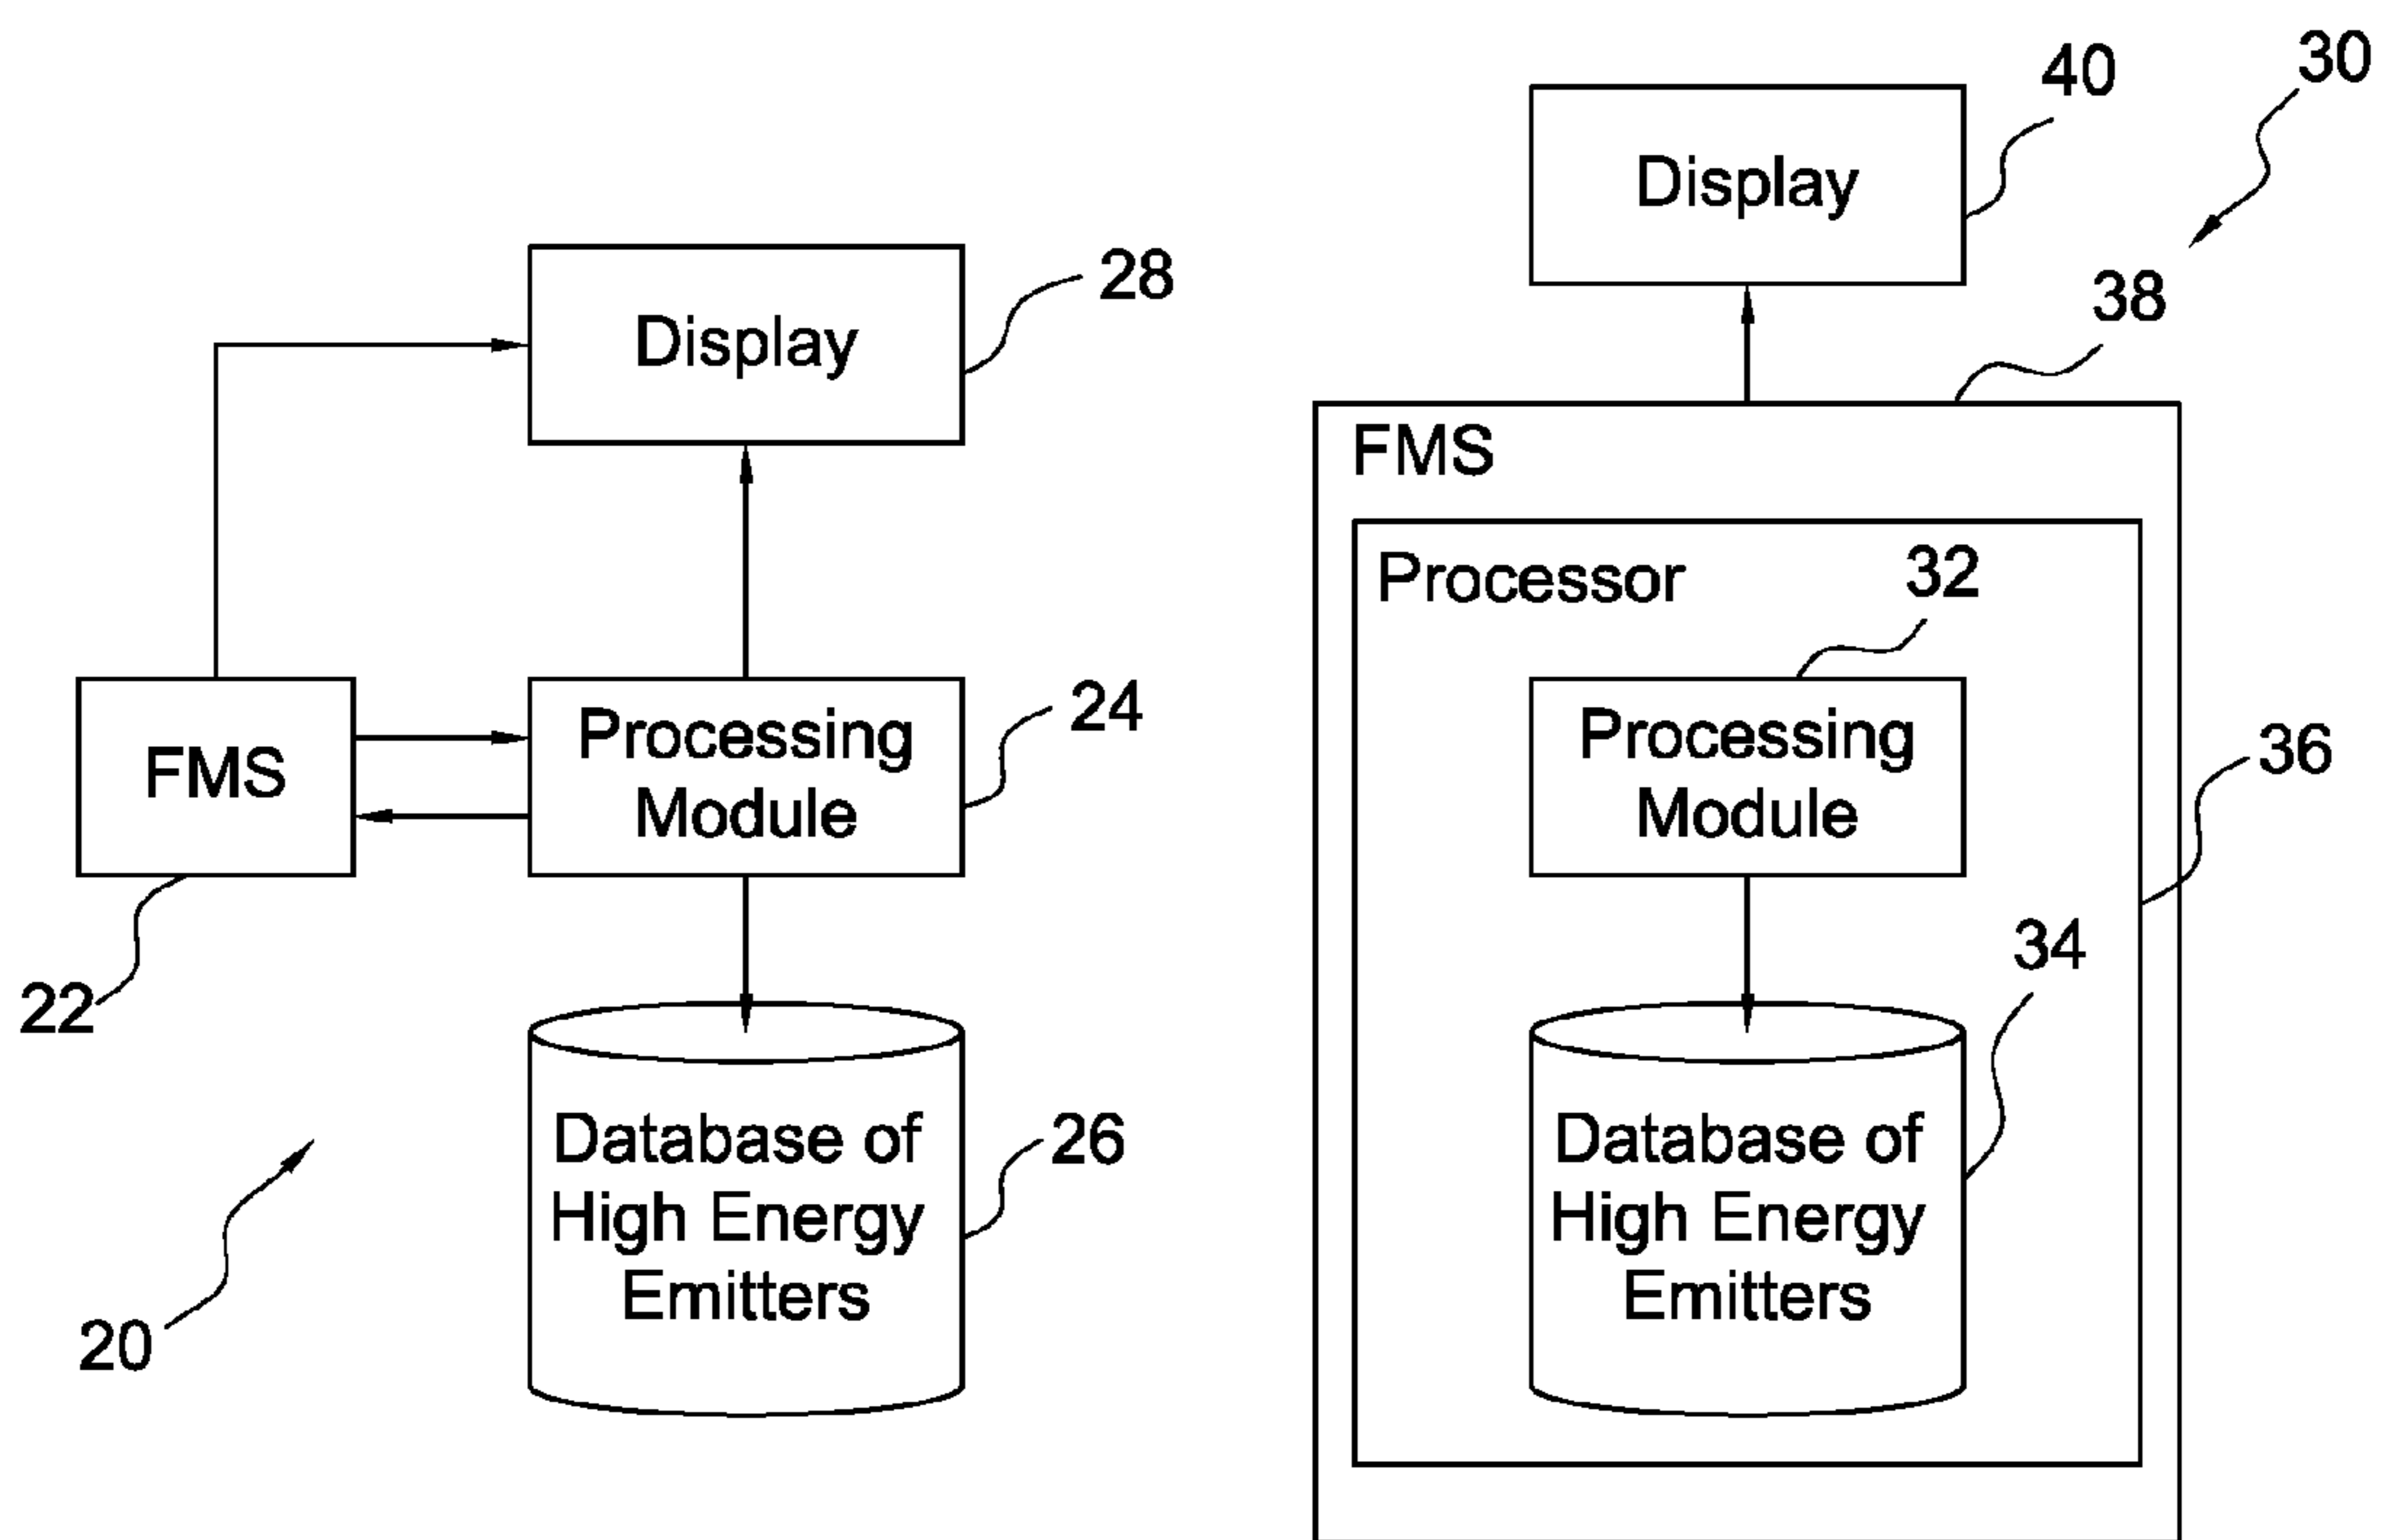 Display
28
FMS
22
Processing
Module
24
Database of
High Energy
Emitters
26
20
Display
40
30
38
FMS
Processor
32
Processing
Module
36
34
Database of
High Energy
Emitters